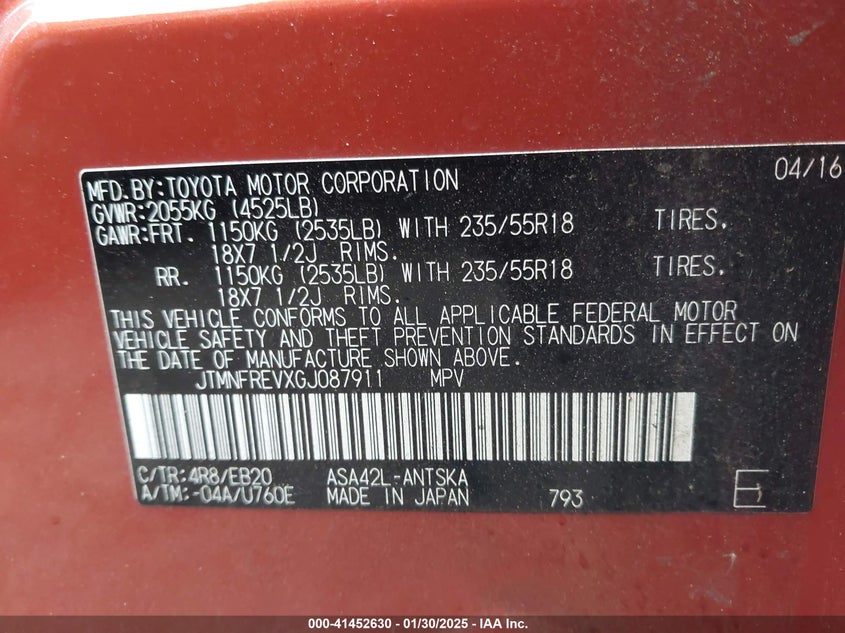 04/16
MFD.BY:TOYOTA MOTOR CORPORATION
GVWR:2055KG (4525LB)
GAWR:FRT. 1150KG (2535LB) WITH 235/55R18 TIRES.
18X7 1/2J RIMS.
RR. 1150KG (2535LB) WITH 235/55R18 TIRES.
18X7 1/2J RIMS.
THIS VEHICLE CONFORMS TO ALL APPLICABLE FEDERAL MOTOR
VEHICLE SAFETY AND THEFT PREVENTION STANDARDS IN EFFECT ON
THE DATE OF MANUFACTURE SHOWN ABOVE.
JTMNFREVXGJ087911 MPV
C/TR:4R8/EB20 ASA42L-ANTSKA
A/TM:-04A/U760E MADE IN JAPAN 793 E
000-41452630 - 01/30/2025 - IAA Inc.